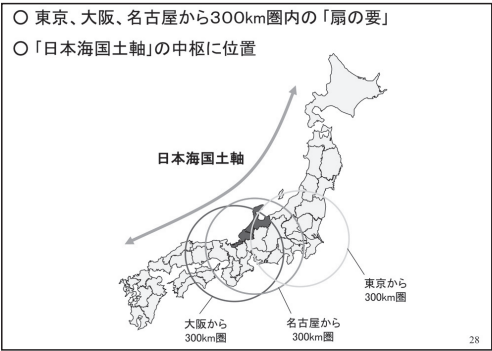 ○ 東京、大阪、名古屋から300km圏内の「扇の要」
○ 「日本海国土軸」の中枢に位置
日本海国土軸
東京から
300km圏
大阪から
300km圏
名古屋から
300km圏
28